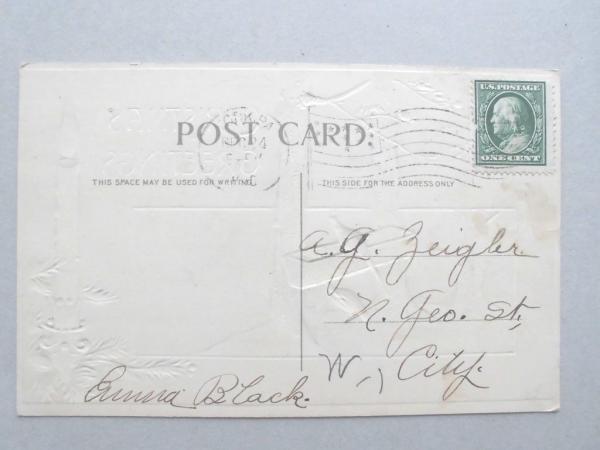 U.S. POSTAGE
ONE CENT
POST CARD.
THIS SPACE MAY BE USED FOR WRITING
THIS SIDE FOR THE ADDRESS ONLY
A. G. Zeigler.
N. Geo. St,
W, City.
Emma Black.